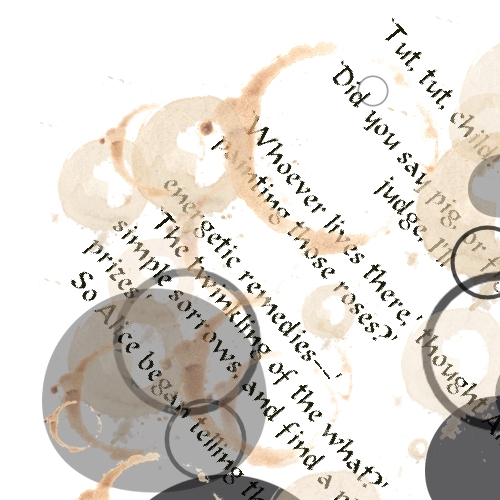 'Tut, tut, child
'Did you say pig, or
judge, I'll
'Whoever lives there,' thought
painting those roses?'
energetic remedies--'
'The twinkling of the what?'
simple sorrows, and find a
prizes.'
So Alice began telling